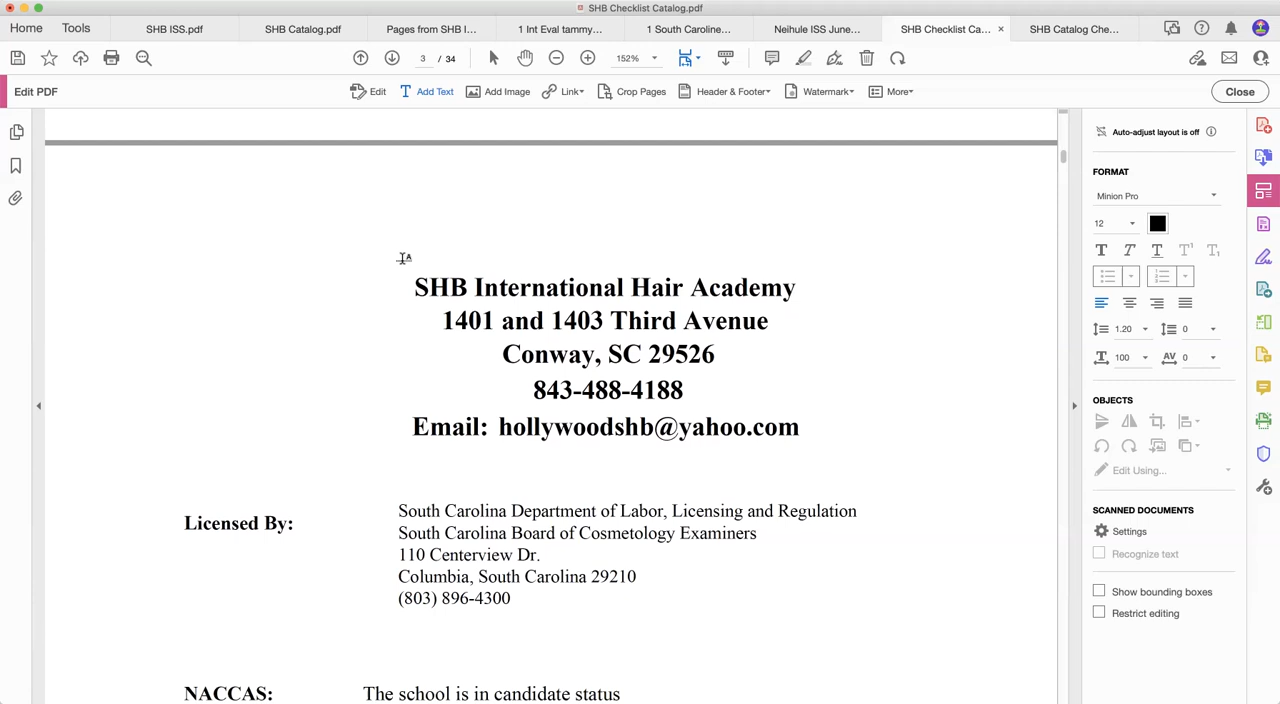 SHB Checklist Catalog.pdf
Home Tools SHB ISS.pdf SHB Catalog.pdf Pages from SHB I... 1 Int Eval tammy... 1 South Caroline... Neihule ISS June... SHB Checklist Ca... × SHB Catalog Che...
3 / 34 152%
Edit PDF Edit Add Text Add Image Link Crop Pages Header & Footer Watermark More Close
Auto-adjust layout is off
FORMAT
Minion Pro
12
1.20 0
100 0
OBJECTS
Edit Using...
SCANNED DOCUMENTS
Settings
Recognize text
Show bounding boxes
Restrict editing
SHB International Hair Academy
1401 and 1403 Third Avenue
Conway, SC 29526
843-488-4188
Email: hollywoodshb@yahoo.com
Licensed By:
South Carolina Department of Labor, Licensing and Regulation
South Carolina Board of Cosmetology Examiners
110 Centerview Dr.
Columbia, South Carolina 29210
(803) 896-4300
NACCAS: The school is in candidate status